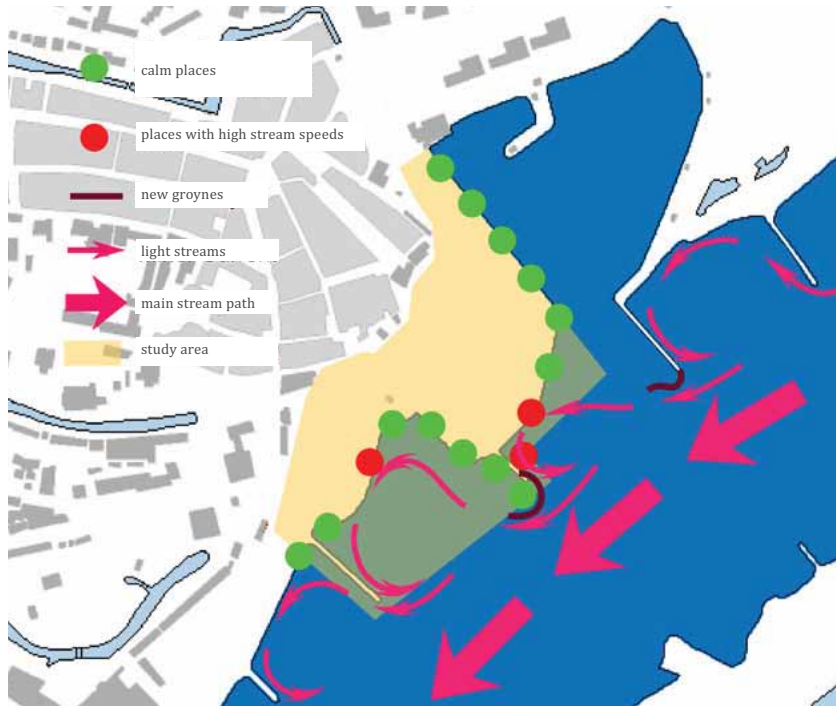 calm places
places with high stream speeds
new groynes
light streams
main stream path
study area